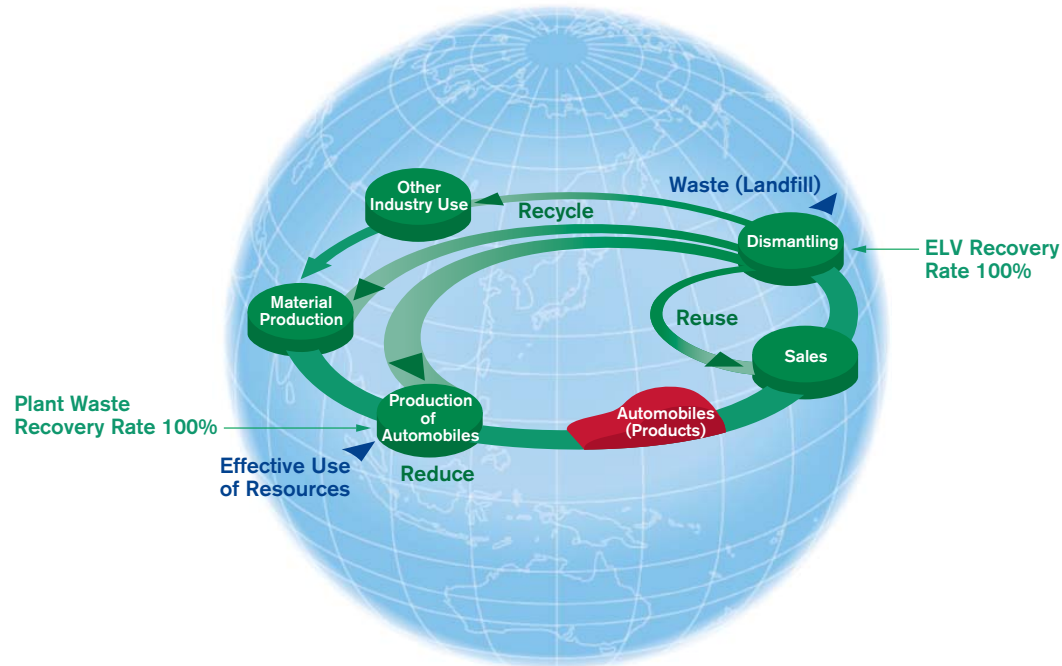 Waste (Landfill)
Other
Industry Use
Recycle
Dismantling
ELV Recovery
Rate 100%
Material
Production
Reuse
Sales
Plant Waste
Recovery Rate 100%
Production
of
Automobiles
Automobiles
(Products)
Effective Use
of Resources
Reduce